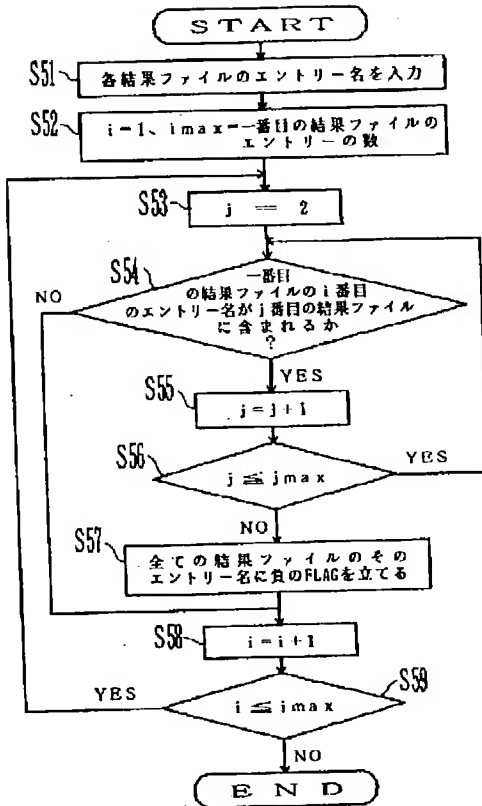 START
S51
各結果ファイルのエントリー名を入力
S52
i=1、imax=一番目の結果ファイルの
エントリーの数
S53
j == 2
S54
一番目
の結果ファイルのi番目
のエントリー名がj番目の結果ファイル
に含まれるか
?
NO
YES
S55
j=j+1
S56
j≦jmax
YES
NO
S57
全ての結果ファイルのその
エントリー名に負のFLAGを立てる
S58
i=i+1
YES
S59
i≦jmax
NO
END